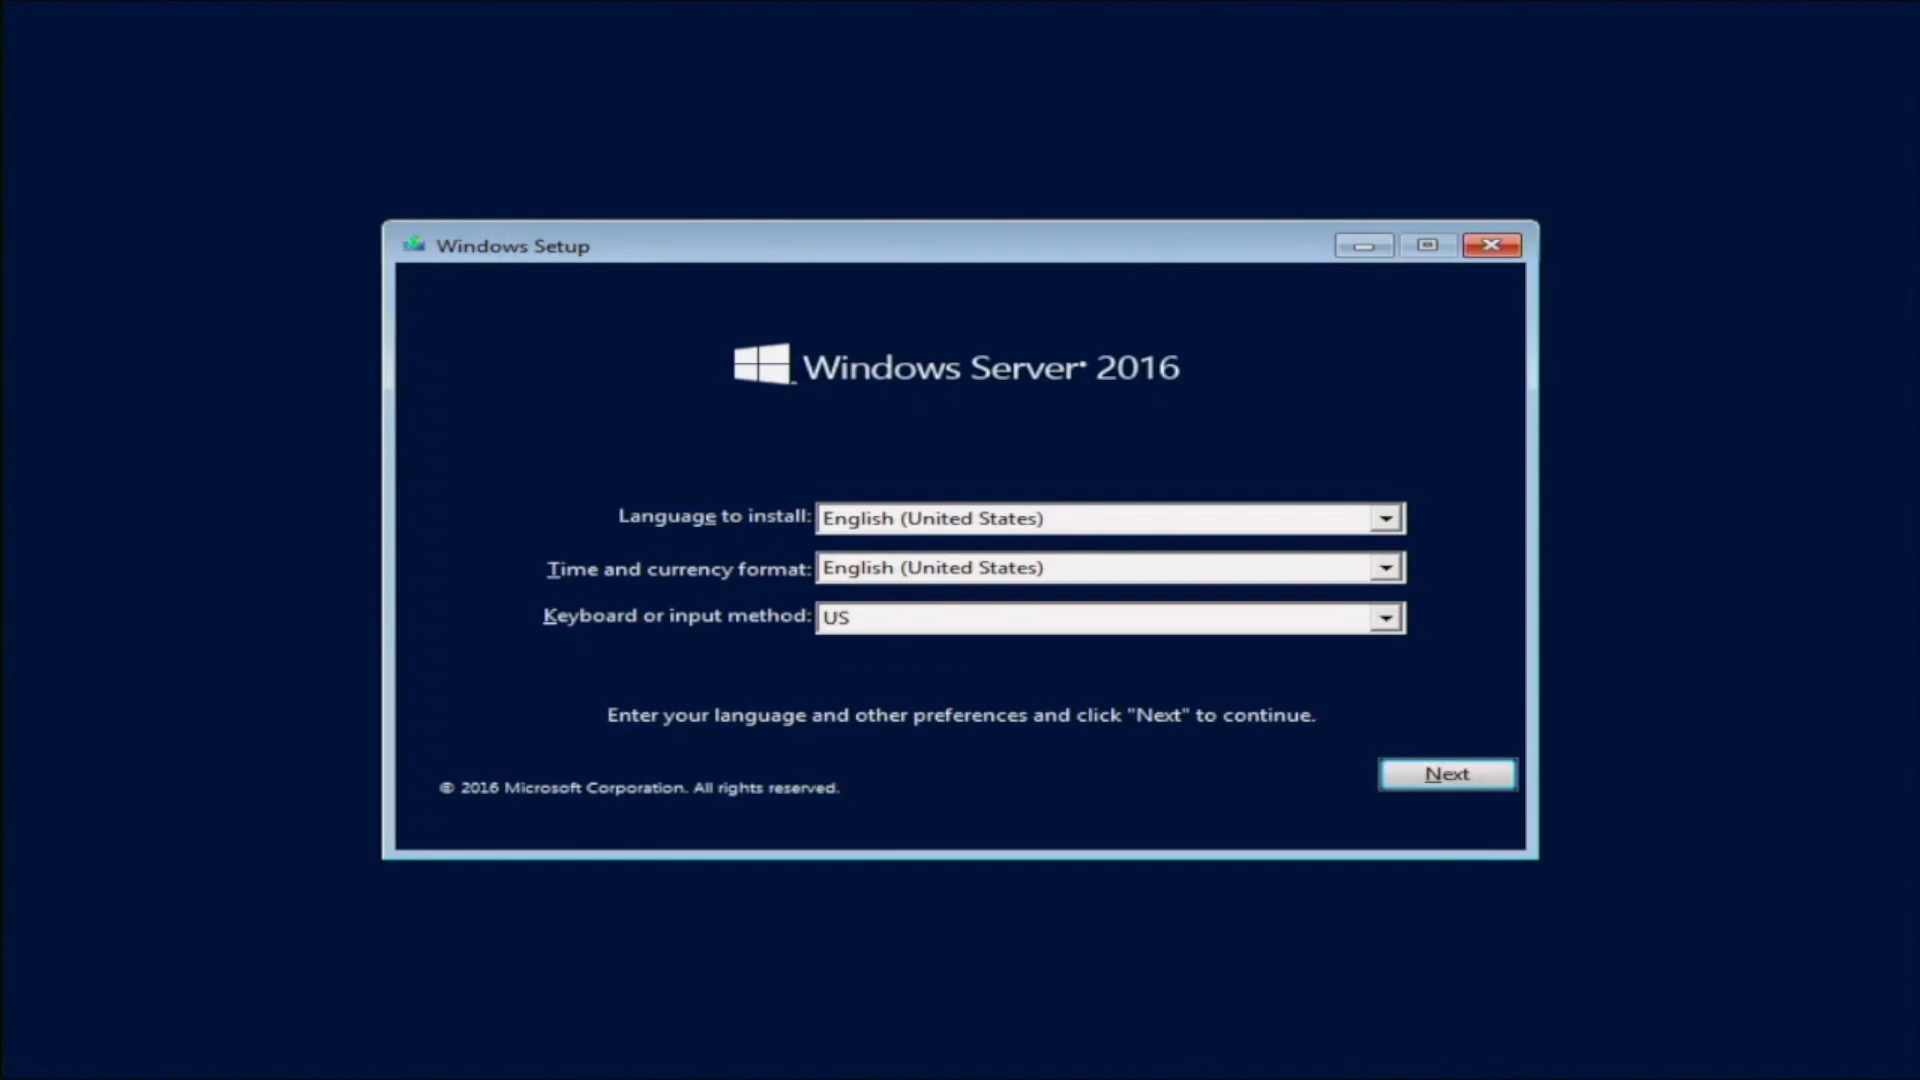 Windows Setup
Windows Server 2016
Language to install: English (United States)
Time and currency format: English (United States)
Keyboard or input method: US
Enter your language and other preferences and click "Next" to continue.
Next
© 2016 Microsoft Corporation. All rights reserved.